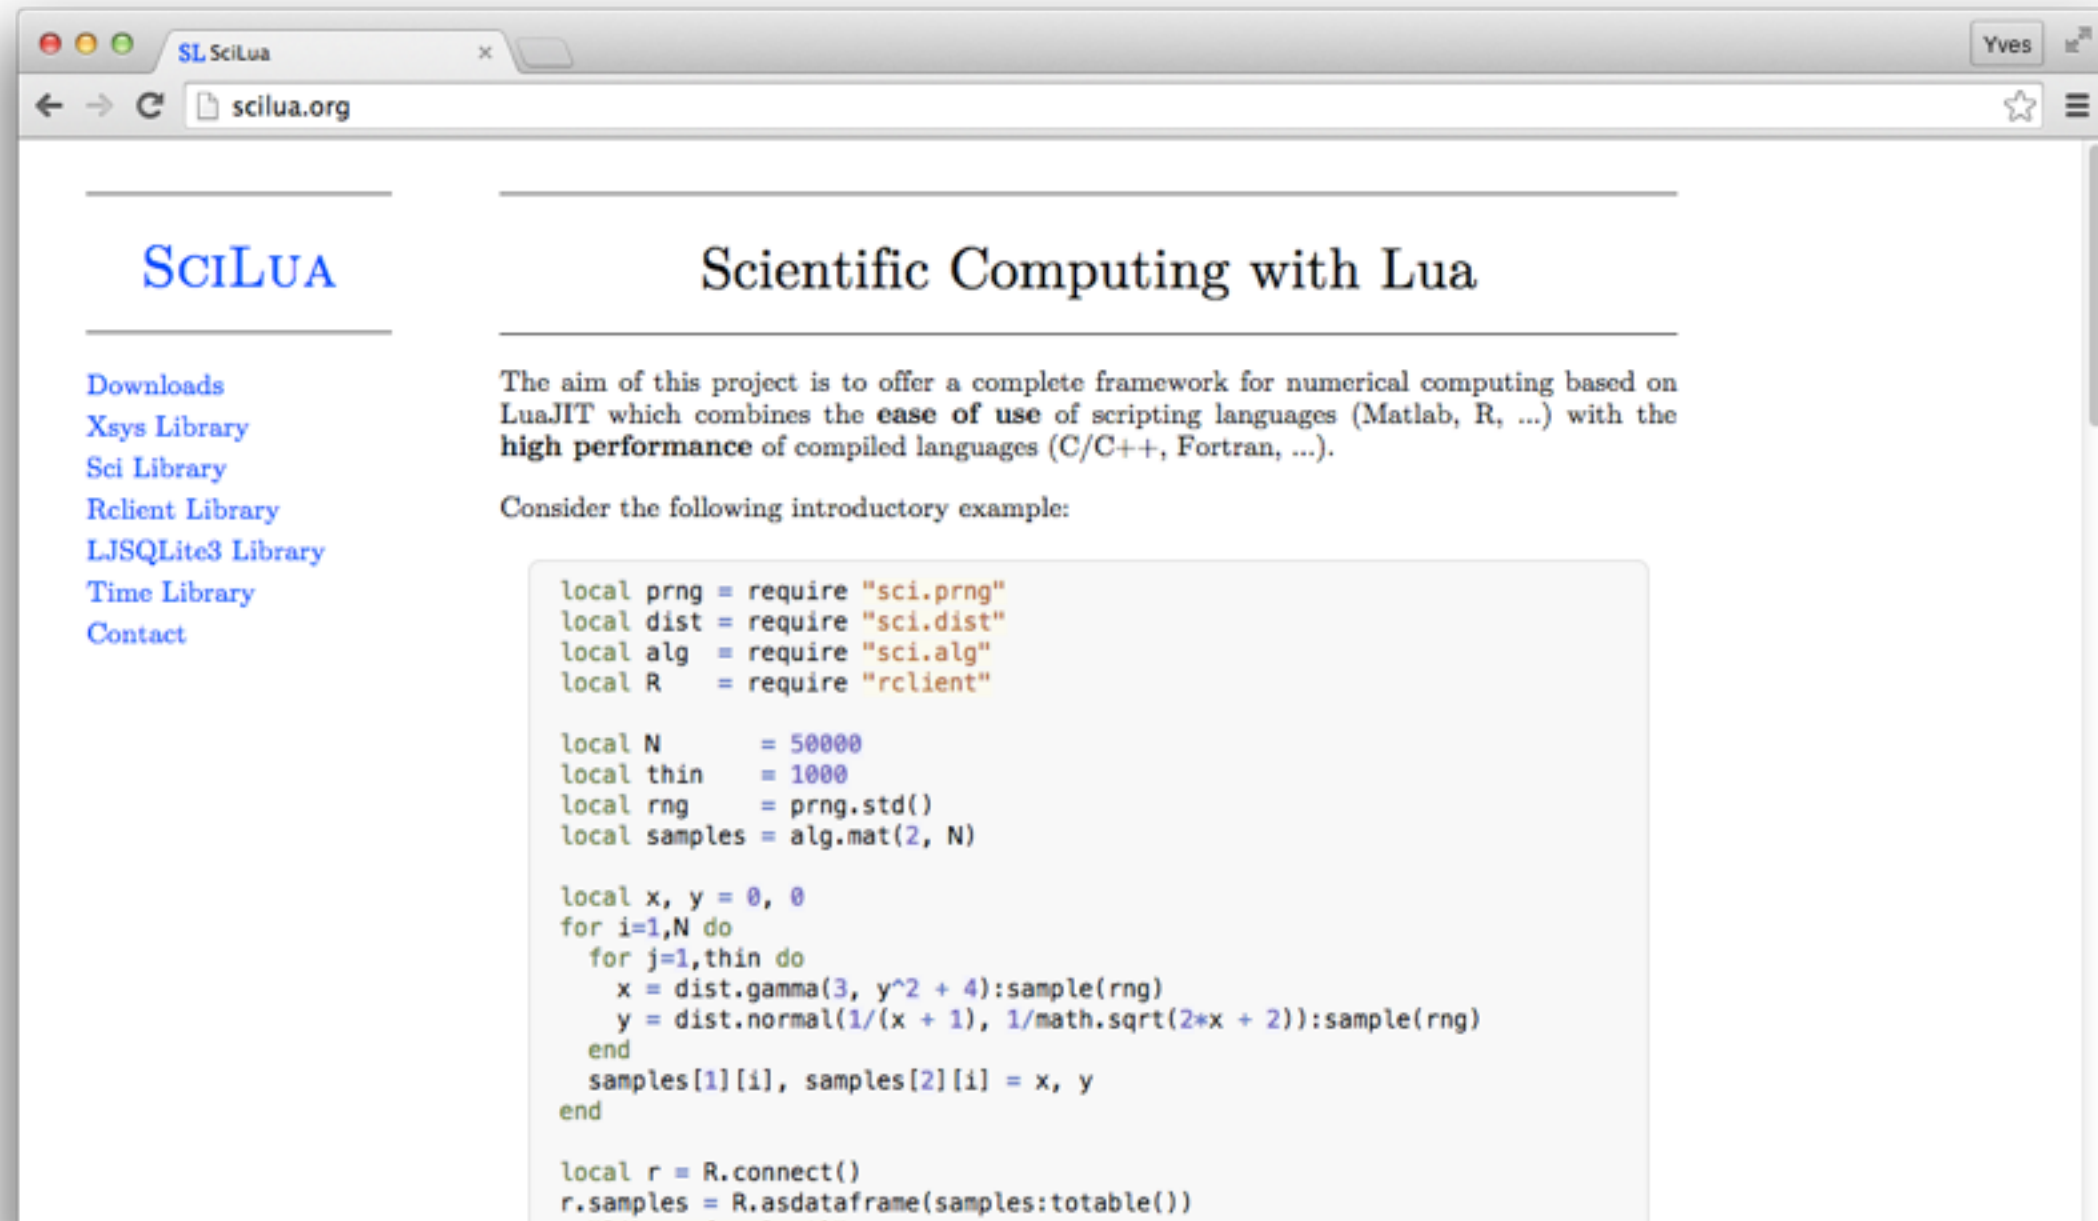 SL SciLua
Yves
scilua.org
SciLua
Downloads
Xsys Library
Sci Library
Rclient Library
LJSQLite3 Library
Time Library
Contact
Scientific Computing with Lua
The aim of this project is to offer a complete framework for numerical computing based on
LuaJIT which combines the ease of use of scripting languages (Matlab, R, ...) with the
high performance of compiled languages (C/C++, Fortran, ...).
Consider the following introductory example:
local prng = require "sci.prng"
local dist = require "sci.dist"
local alg  = require "sci.alg"
local R    = require "rclient"
local N       = 50000
local thin    = 1000
local rng     = prng.std()
local samples = alg.mat(2, N)
local x, y = 0, 0
for i=1,N do
  for j=1,thin do
    x = dist.gamma(3, y^2 + 4):sample(rng)
    y = dist.normal(1/(x + 1), 1/math.sqrt(2*x + 2)):sample(rng)
  end
  samples[1][i], samples[2][i] = x, y
end
local r = R.connect()
r.samples = R.asdataframe(samples:totable())